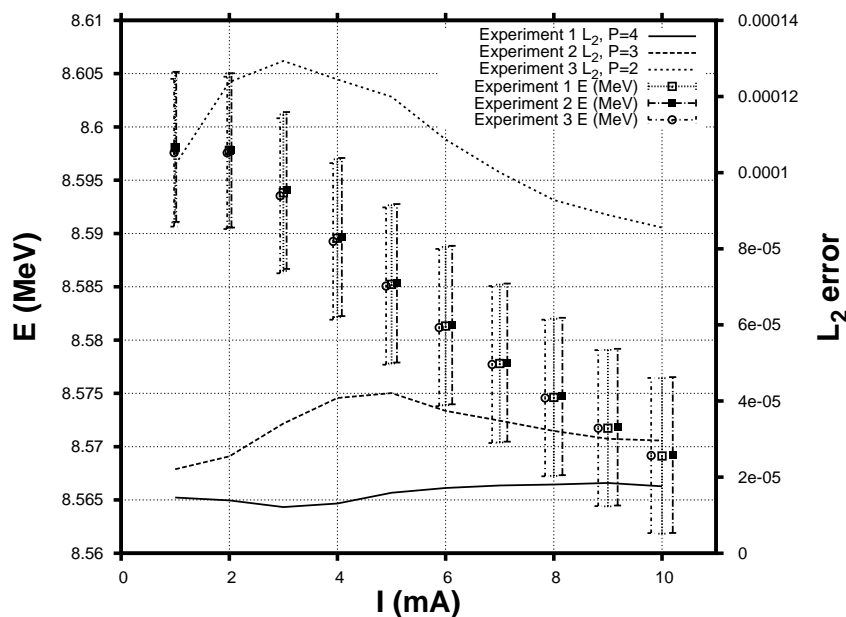 8.61
8.605
8.6
8.595
8.59
8.585
8.58
8.575
8.57
8.565
8.56
E (MeV)
0
2
4
6
8
10
I (mA)
0.00014
0.00012
0.0001
8e-05
6e-05
4e-05
2e-05
0
L2 error
Experiment 1 L2, P=4
Experiment 2 L2, P=3
Experiment 3 L2, P=2
Experiment 1 E (MeV)
Experiment 2 E (MeV)
Experiment 3 E (MeV)